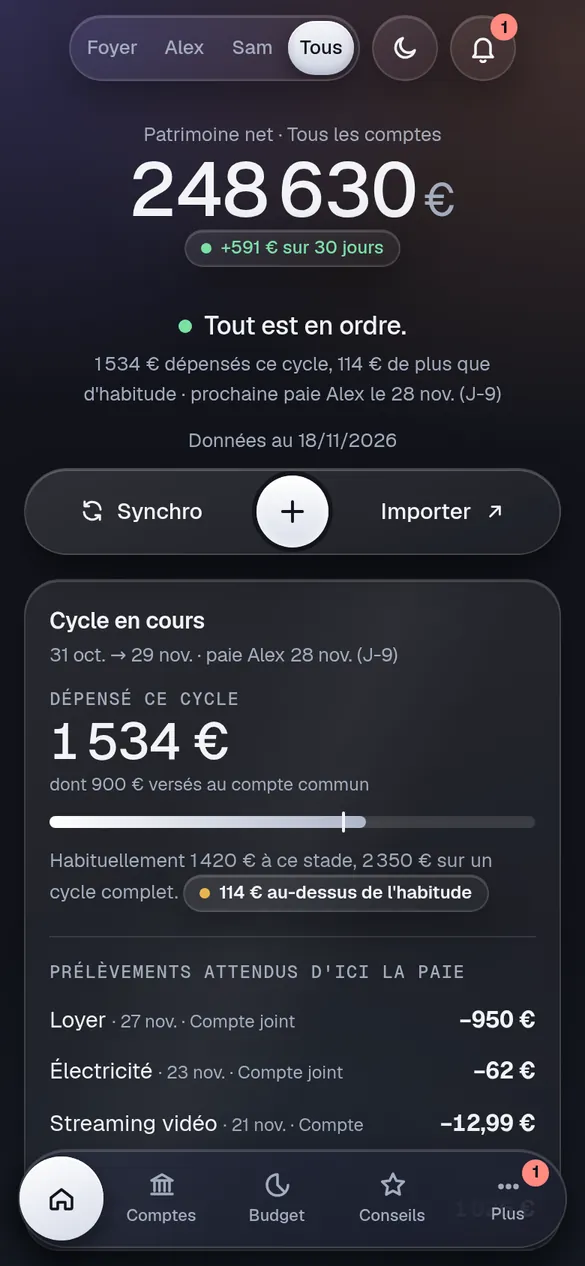 Foyer Alex Sam Tous 1
Patrimoine net · Tous les comptes
248 630 €
+591 € sur 30 jours
Tout est en ordre.
1 534 € dépensés ce cycle, 114 € de plus que
d'habitude · prochaine paie Alex le 28 nov. (J-9)
Données au 18/11/2026
Synchro + Importer ↗
Cycle en cours
31 oct. → 29 nov. · paie Alex 28 nov. (J-9)
DÉPENSÉ CE CYCLE
1 534 €
dont 900 € versés au compte commun
Habituellement 1 420 € à ce stade, 2 350 € sur un
cycle complet. 114 € au-dessus de l'habitude
PRÉLÈVEMENTS ATTENDUS D'ICI LA PAIE
Loyer · 27 nov. · Compte joint −950 €
Électricité · 23 nov. · Compte joint −62 €
Streaming vidéo · 21 nov. · Compte −12,99 €
1
Comptes Budget Conseils Plus